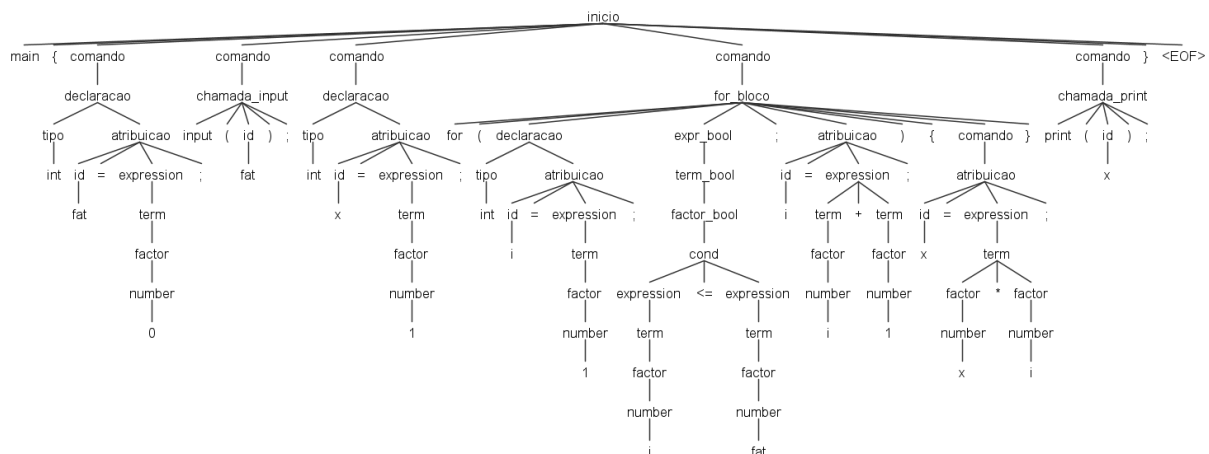 inicio
main { comando comando comando comando comando } <EOF>
declaracao chamada_input declaracao for_bloco chamada_print
tipo atribuicao input ( id ) ; tipo atribuicao for ( declaracao expr_bool ; atribuicao ) { comando } print ( id ) ;
int id = expression ; fat int id = expression ; tipo atribuicao term_bool id = expression ; atribuicao x
fat term x term int id = expression ; factor_bool i term + term id = expression ;
factor factor i term cond factor factor x term
number number factor expression <= expression number number factor * factor
0 1 number term term i 1 number number
1 factor factor x i
number number
i fat